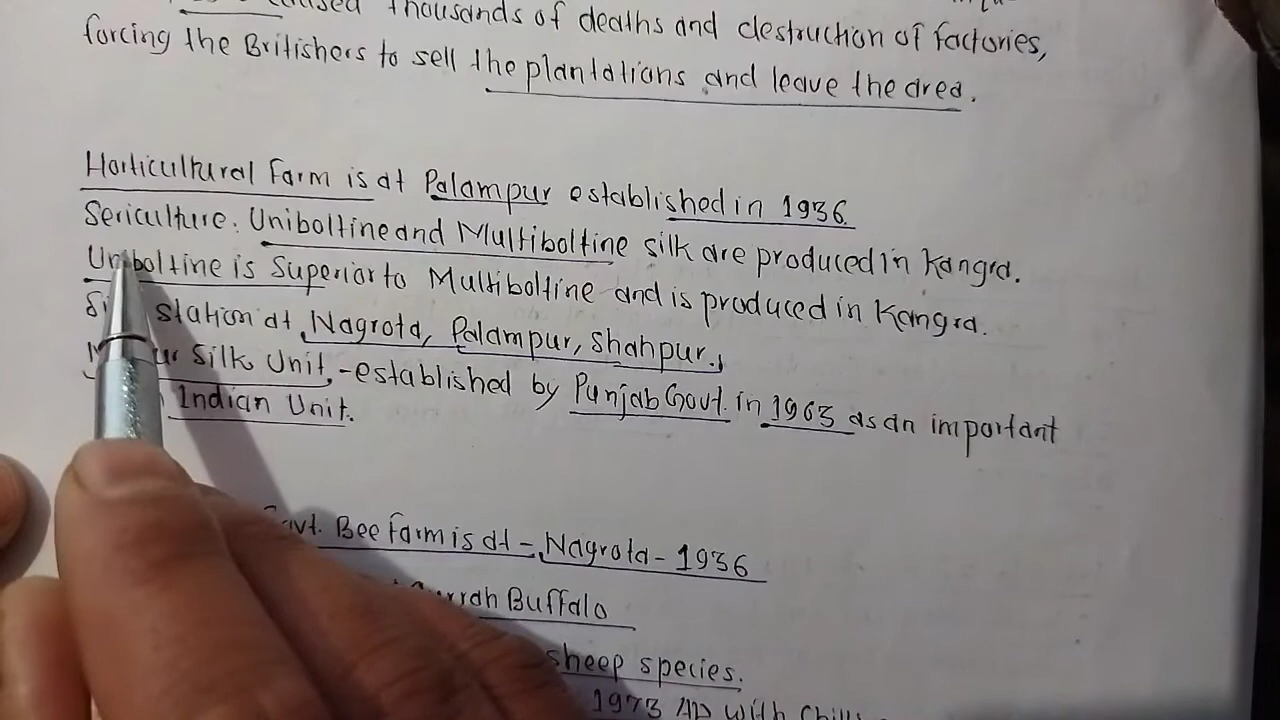 thousands of deaths and destruction of factories,
forcing the Britishers to sell the plantations and leave the area.
Horticultural Farm is at Palampur established in 1936
Sericulture: Uniboltine and Multiboltine silk are produced in Kangra.
Uniboltine is Superior to Multiboltine and is produced in Kangra.
station at Nagrota, Palampur, Shahpur.
Silk Unit, -established by Punjab Govt. in 1963 as an important
Indian Unit.
Govt. Bee Farm is at - Nagrota - 1936
Buffalo
sheep species.
1973 AD with